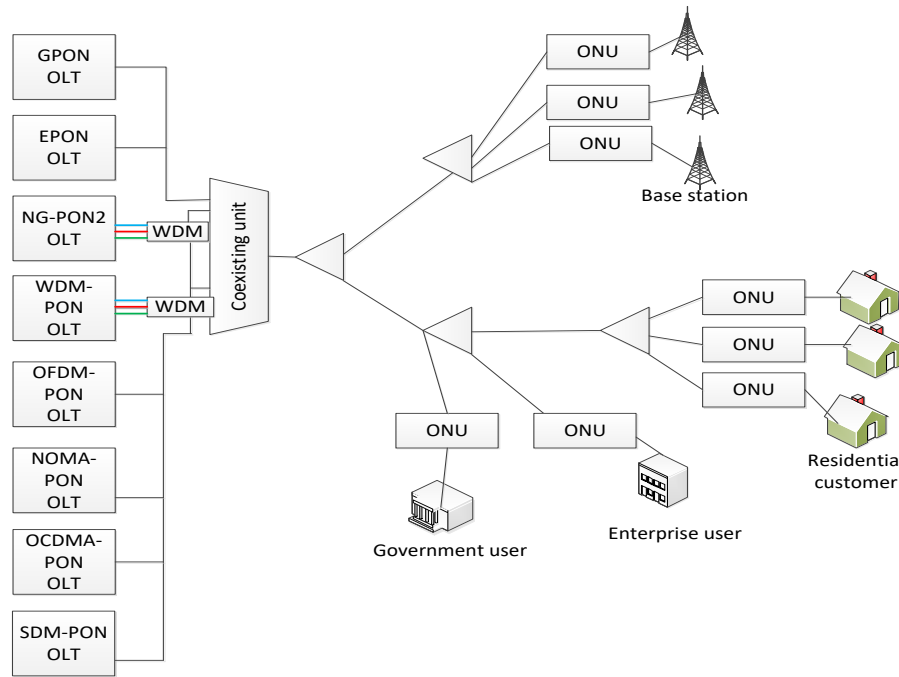 GPON
OLT
EPON
OLT
NG-PON2
OLT
WDM
WDM-
PON
OLT
WDM
OFDM-
PON
OLT
NOMA-
PON
OLT
OCDMA-
PON
OLT
SDM-PON
OLT
Coexisting unit
ONU
ONU
ONU
Base station
ONU
ONU
ONU
Residentia
customer
ONU
ONU
Government user
Enterprise user